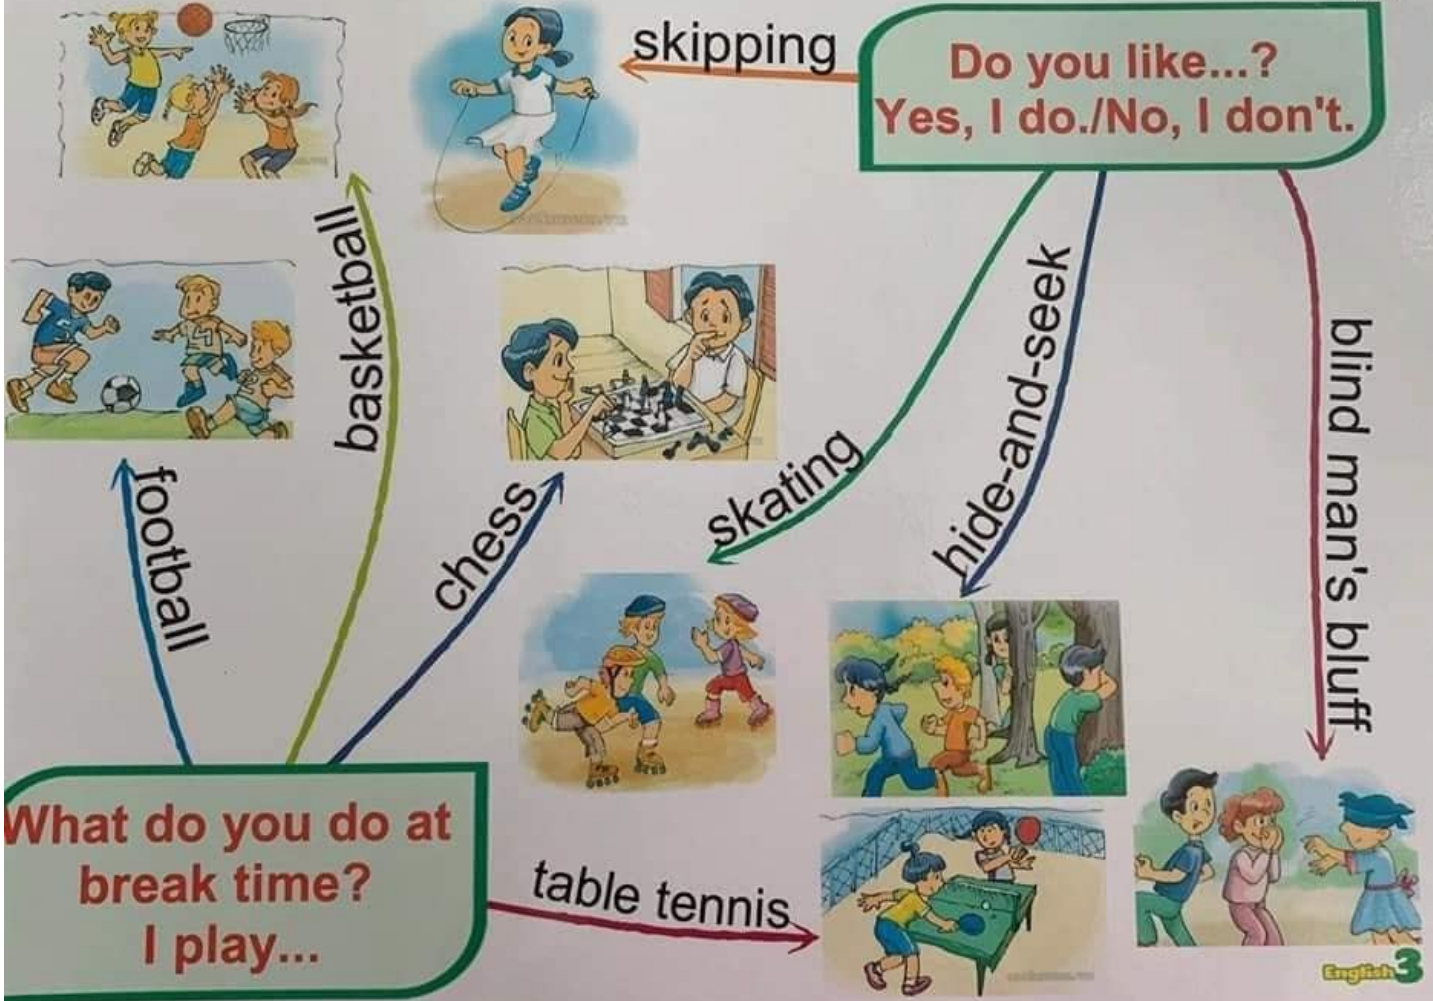 skipping
Do you like...?
Yes, I do./No, I don't.
basketball
football
chess
skating
hide-and-seek
blind man's bluff
What do you do at
break time?
I play...
table tennis
English 3